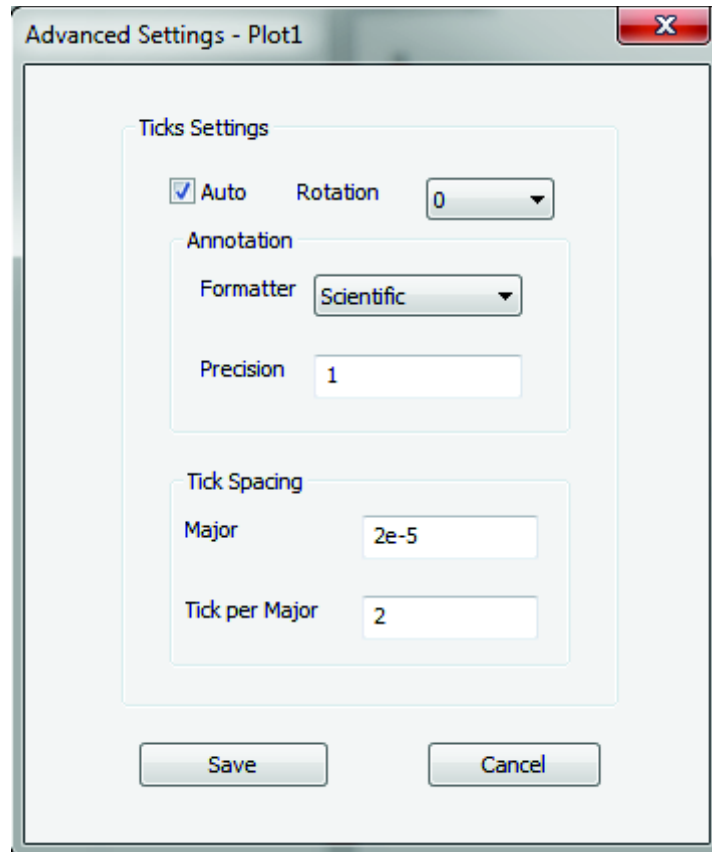 Advanced Settings - Plot1
Ticks Settings
Auto Rotation 0
Annotation
Formatter Scientific
Precision 1
Tick Spacing
Major 2e-5
Tick per Major 2
Save Cancel